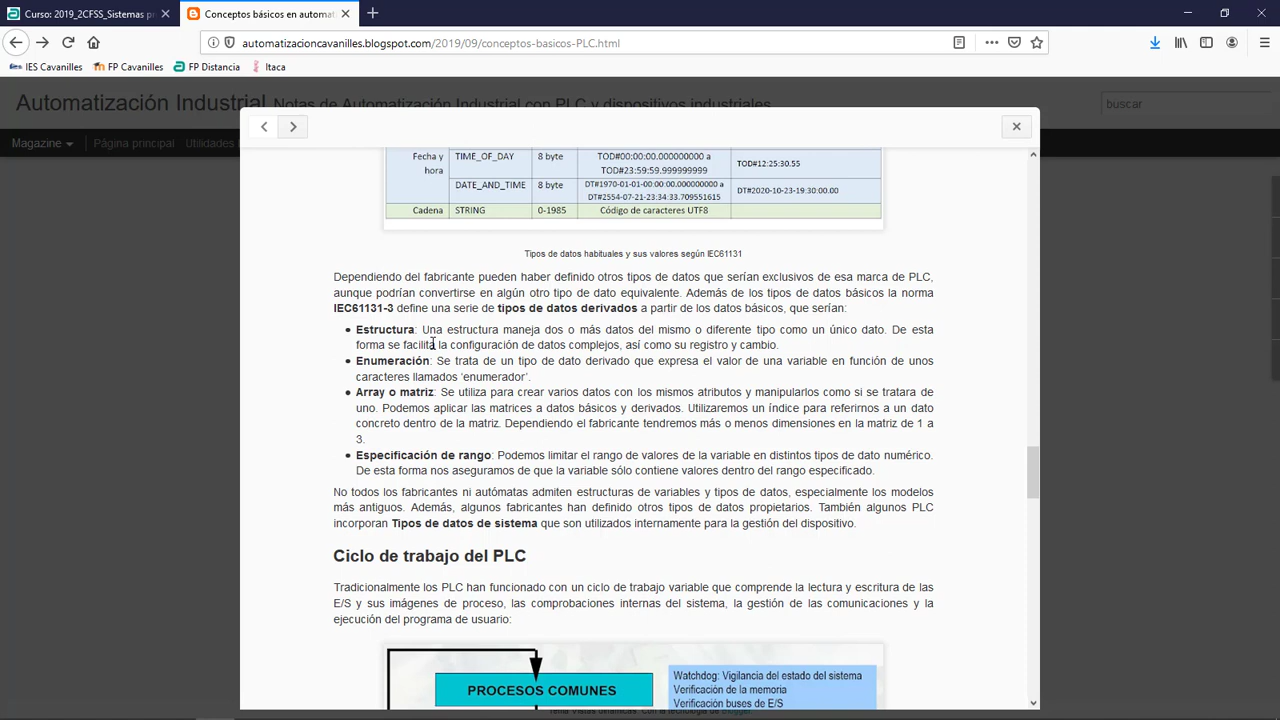 Curso: 2019_2CFSS_Sistemas p
Conceptos básicos en automat
automatizacioncavanilles.blogspot.com/2019/09/conceptos-basicos-PLC.html
IES Cavanilles FP Cavanilles FP Distancia Itaca
Automatización Industrial Notas de Automatización Industrial con PLC y dispositivos industriales
buscar
Magazine Página principal Utilidades
Fecha y hora
TIME_OF_DAY 8 byte TOD#00:00:00.000000000 a TOD#12:25:30.55
TOD#23:59:59.999999999
DATE_AND_TIME 8 byte DT#1970-01-01-00:00:00.000000000 a DT#2020-10-23-19:30:00.00
DT#2554-07-21-23:34:33.709551615
Cadena STRING 0-1985 Código de caracteres UTF8
Tipos de datos habituales y sus valores según IEC61131
Dependiendo del fabricante pueden haber definido otros tipos de datos que serían exclusivos de esa marca de PLC,
aunque podrían convertirse en algún otro tipo de dato equivalente. Además de los tipos de datos básicos la norma
IEC61131-3 define una serie de tipos de datos derivados a partir de los datos básicos, que serían:
• Estructura: Una estructura maneja dos o más datos del mismo o diferente tipo como un único dato. De esta
forma se facilita la configuración de datos complejos, así como su registro y cambio.
• Enumeración: Se trata de un tipo de dato derivado que expresa el valor de una variable en función de unos
caracteres llamados ‘enumerador’.
• Array o matriz: Se utiliza para crear varios datos con los mismos atributos y manipularlos como si se tratara de
uno. Podemos aplicar las matrices a datos básicos y derivados. Utilizaremos un índice para referirnos a un dato
concreto dentro de la matriz. Dependiendo el fabricante tendremos más o menos dimensiones en la matriz de 1 a
3.
• Especificación de rango: Podemos limitar el rango de valores de la variable en distintos tipos de dato numérico.
De esta forma nos aseguramos de que la variable sólo contiene valores dentro del rango especificado.
No todos los fabricantes ni autómatas admiten estructuras de variables y tipos de datos, especialmente los modelos
más antiguos. Además, algunos fabricantes han definido otros tipos de datos propietarios. También algunos PLC
incorporan Tipos de datos de sistema que son utilizados internamente para la gestión del dispositivo.
Ciclo de trabajo del PLC
Tradicionalmente los PLC han funcionado con un ciclo de trabajo variable que comprende la lectura y escritura de las
E/S y sus imágenes de proceso, las comprobaciones internas del sistema, la gestión de las comunicaciones y la
ejecución del programa de usuario:
PROCESOS COMUNES
Watchdog: Vigilancia del estado del sistema
Verificación de la memoria
Verificación buses de E/S